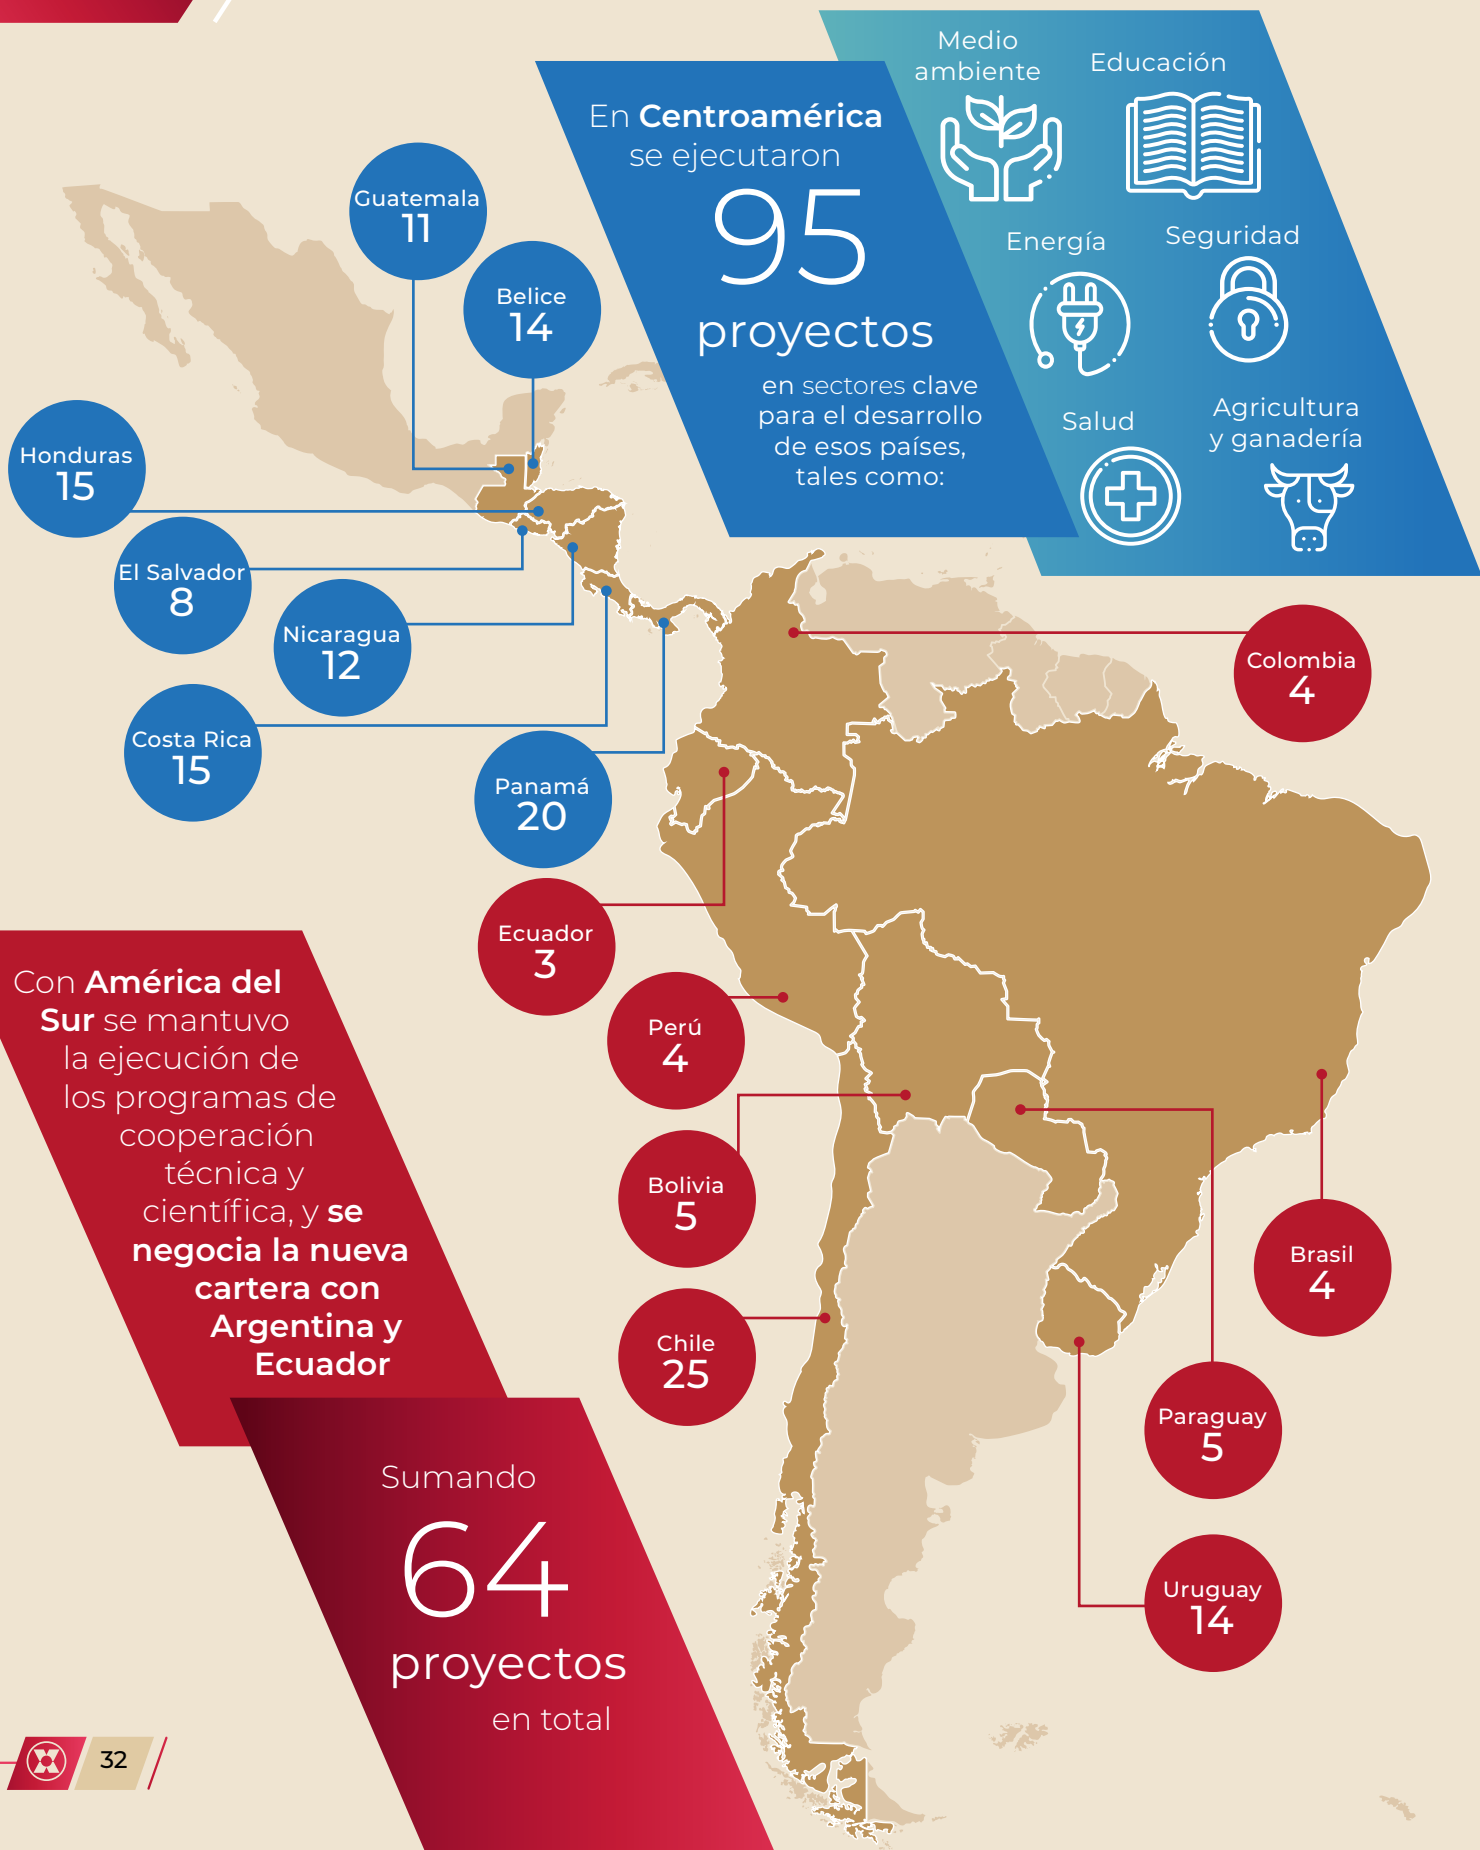 En Centroamérica
se ejecutaron
95
proyectos
en sectores clave
para el desarrollo
de esos países,
tales como:
Medio
ambiente
Educación
Energía
Seguridad
Salud
Agricultura
y ganadería
Guatemala
11
Belice
14
Honduras
15
El Salvador
8
Nicaragua
12
Costa Rica
15
Panamá
20
Colombia
4
Ecuador
3
Perú
4
Bolivia
5
Chile
25
Brasil
4
Paraguay
5
Uruguay
14
Con América del
Sur se mantuvo
la ejecución de
los programas de
cooperación
técnica y
científica, y se
negocia la nueva
cartera con
Argentina y
Ecuador
Sumando
64
proyectos
en total
32